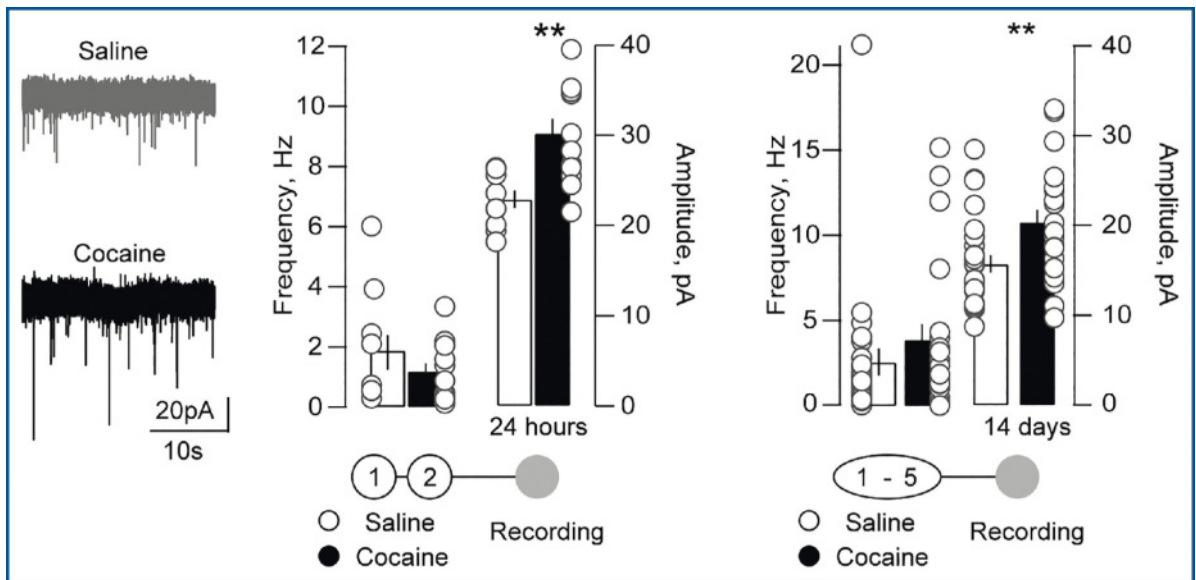 Saline
Cocaine
20pA
10s
Frequency, Hz
12
10
8
6
4
2
0
**
40
30
20
10
0
Amplitude, pA
24 hours
1 2
Saline
Cocaine
Recording
Frequency, Hz
20
15
10
5
0
**
40
30
20
10
0
Amplitude, pA
14 days
1 - 5
Saline
Cocaine
Recording